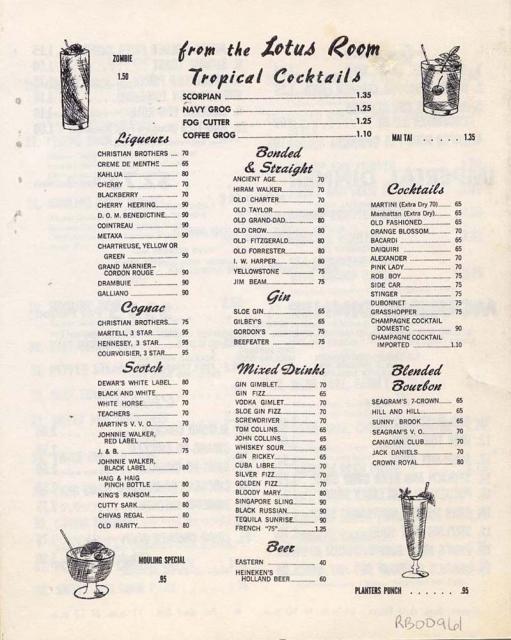 from the Lotus Room
Tropical Cocktails
ZOMBIE
1.50
SCORPIAN 1.35
NAVY GROG 1.25
FOG CUTTER 1.25
COFFEE GROG 1.10
MAI TAI . . . . . 1.35
Liqueurs
CHRISTIAN BROTHERS 70
CREME DE MENTHE 65
KAHLUA 80
CHERRY 70
BLACKBERRY 70
CHERRY HEERING 90
D. O. M. BENEDICTINE 90
COINTREAU 90
METAXA 90
CHARTREUSE, YELLOW OR
GREEN 90
GRAND MARNIER—
CORDON ROUGE 90
DRAMBUIE 90
GALLIANO 90
Cognac
CHRISTIAN BROTHERS 75
MARTELL, 3 STAR 95
HENNESEY, 3 STAR 95
COURVOISIER, 3 STAR 95
Scotch
DEWAR'S WHITE LABEL 80
BLACK AND WHITE 70
WHITE HORSE 70
TEACHERS 70
MARTIN'S V. V. O. 70
JOHNNIE WALKER,
RED LABEL 70
J. & B. 75
JOHNNIE WALKER,
BLACK LABEL 80
HAIG & HAIG
PINCH BOTTLE 80
KING'S RANSOM 80
CUTTY SARK 80
CHIVAS REGAL 80
OLD RARITY 80
MOULING SPECIAL
.95
Bonded
& Straight
ANCIENT AGE 70
HIRAM WALKER 70
OLD CHARTER 70
OLD TAYLOR 80
OLD GRAND-DAD 80
OLD CROW 80
OLD FITZGERALD 80
OLD FORRESTER 80
I. W. HARPER 80
YELLOWSTONE 75
JIM BEAM 75
Gin
SLOE GIN 65
GILBEY'S 65
GORDON'S 75
BEEFEATER 75
Mixed Drinks
GIN GIMBLET 70
GIN FIZZ 65
VODKA GIMLET 70
SLOE GIN FIZZ 70
SCREWDRIVER 70
TOM COLLINS 65
JOHN COLLINS 65
WHISKEY SOUR 65
GIN RICKEY 65
CUBA LIBRE 70
SILVER FIZZ 70
GOLDEN FIZZ 70
BLOODY MARY 80
SINGAPORE SLING 90
BLACK RUSSIAN 90
TEQUILA SUNRISE 90
FRENCH "75" 1.25
Beer
EASTERN 40
HEINEKEN'S
HOLLAND BEER 60
Cocktails
MARTINI (Extra Dry 70) 65
Manhattan (Extra Dry) 65
OLD FASHIONED 65
ORANGE BLOSSOM 70
BACARDI 65
DAIQUIRI 65
ALEXANDER 70
PINK LADY 70
ROB BOY 75
SIDE CAR 75
STINGER 75
DUBONNET 75
GRASSHOPPER 75
CHAMPAGNE COCKTAIL
DOMESTIC 90
CHAMPAGNE COCKTAIL
IMPORTED 1.10
Blended
Bourbon
SEAGRAM'S 7-CROWN 65
HILL AND HILL 65
SUNNY BROOK 65
SEAGRAM'S V. O. 70
CANADIAN CLUB 70
JACK DANIELS 70
CROWN ROYAL 80
PLANTERS PUNCH . . . . . . . .95
RBOD961